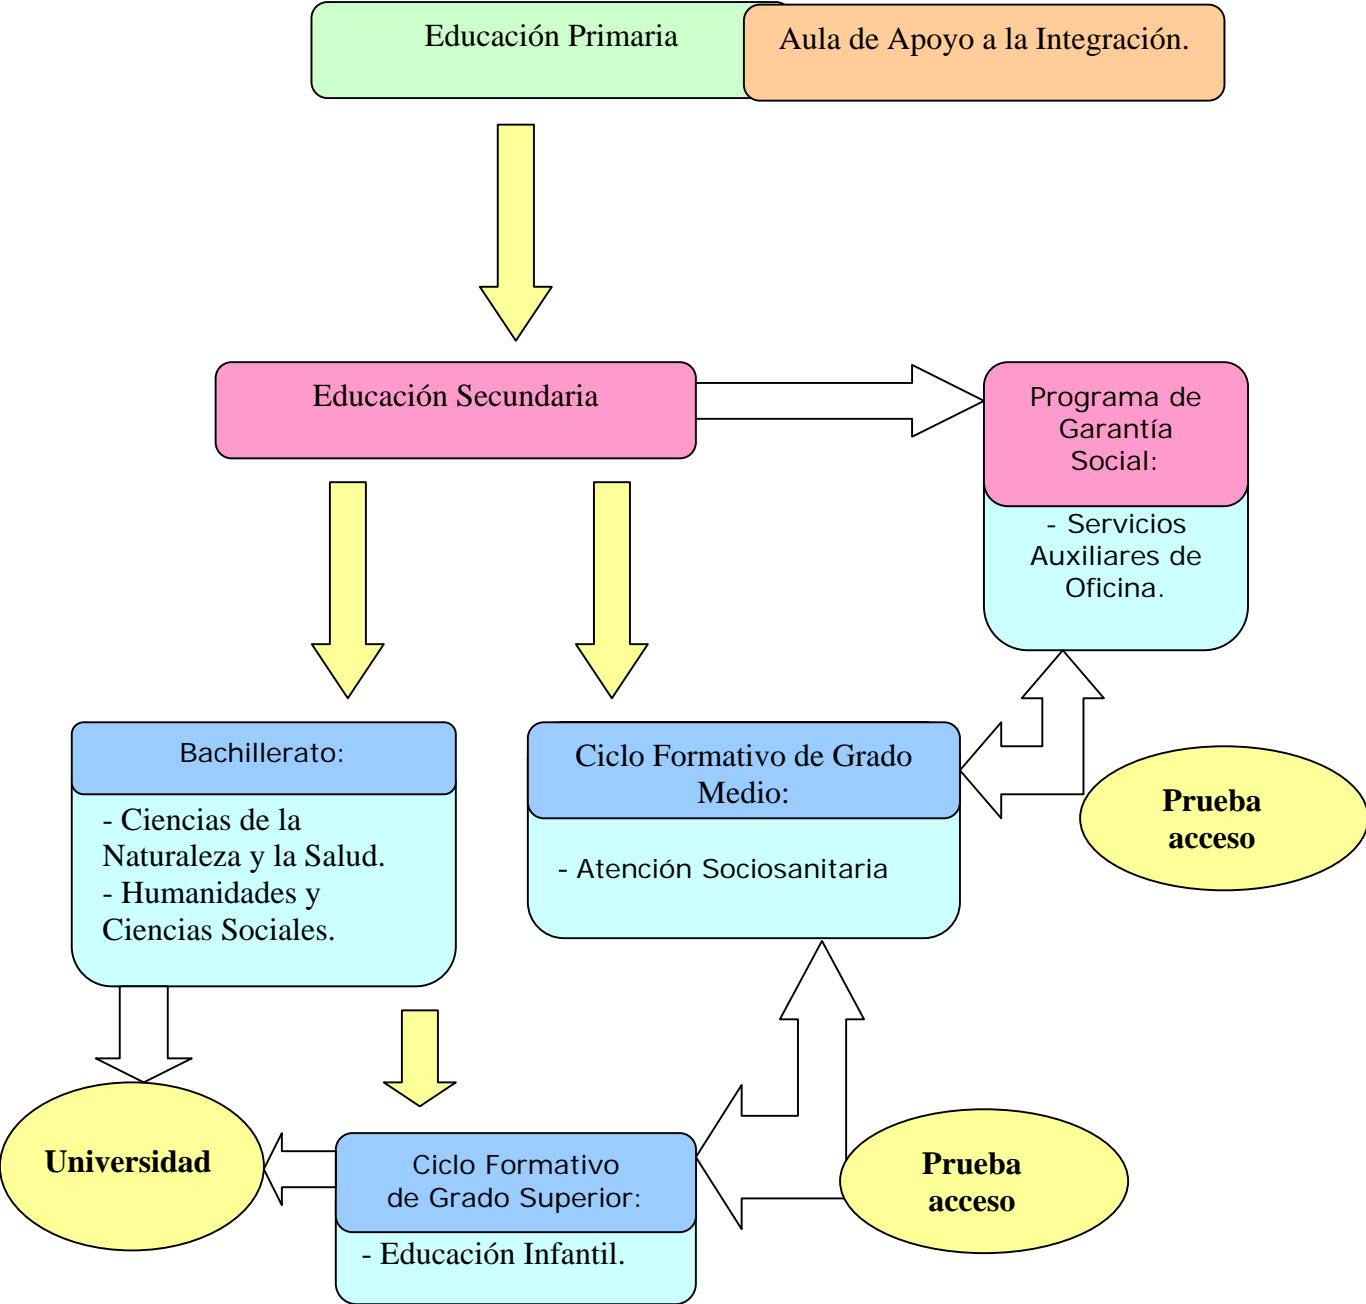 Educación Primaria
Aula de Apoyo a la Integración.
Educación Secundaria
Programa de
Garantía
Social:
- Servicios
Auxiliares de
Oficina.
Bachillerato:
- Ciencias de la
Naturaleza y la Salud.
- Humanidades y
Ciencias Sociales.
Ciclo Formativo de Grado
Medio:
- Atención Sociosanitaria
Prueba
acceso
Universidad
Ciclo Formativo
de Grado Superior:
- Educación Infantil.
Prueba
acceso